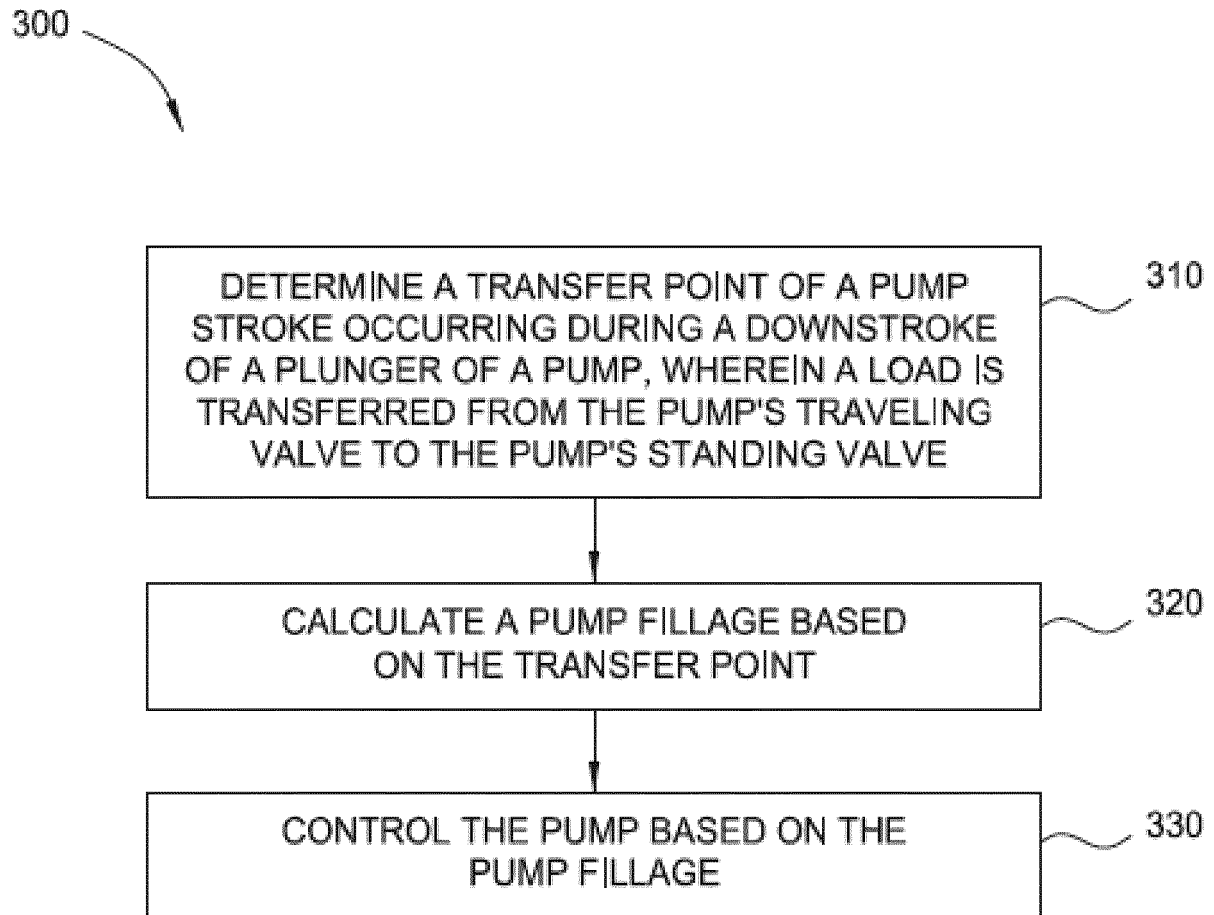 300
DETERMINE A TRANSFER POINT OF A PUMP
STROKE OCCURRING DURING A DOWNSTROKE
OF A PLUNGER OF A PUMP, WHEREIN A LOAD IS
TRANSFERRED FROM THE PUMP'S TRAVELING
VALVE TO THE PUMP'S STANDING VALVE
310
CALCULATE A PUMP FILLAGE BASED
ON THE TRANSFER POINT
320
CONTROL THE PUMP BASED ON THE
PUMP FILLAGE
330